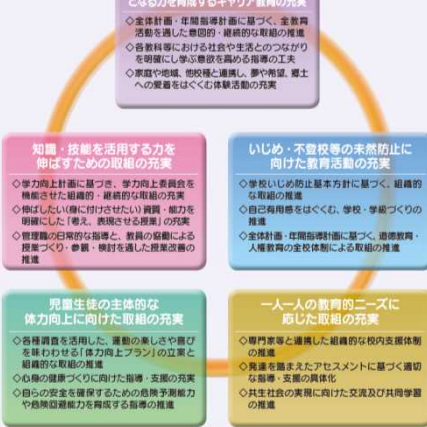 となる力を育成するキャリア教育の充実
◇全体計画・年間指導計画に基づく、全教育
活動を通した意図的・継続的な取組の推進
◇各教科等における社会や生活とのつながり
を明確にし学ぶ意欲を高める指導の工夫
◇家庭や地域、他校種と連携し、夢や希望、郷土
への愛着をはぐくむ体験活動の充実
知識・技能を活用する力を
伸ばすための取組の充実
◇学力向上計画に基づき、学力向上委員会を
機能させた組織的・継続的な取組の充実
◇伸ばしたい(身に付けさせたい)資質・能力を
明確にした「考え、表現させる授業」の充実
◇管理職の日常的な指導と、教員の協働による
授業づくり・参観・検討を通した授業改善の
推進
いじめ・不登校等の未然防止に
向けた教育活動の充実
◇学校いじめ防止基本方針に基づく、組織的
な取組の推進
◇自己有用感をはぐくむ、学校・学級づくりの
推進
◇全体計画・年間指導計画に基づく、道徳教育・
人権教育の全校体制による取組の推進
児童生徒の主体的な
体力向上に向けた取組の充実
◇各種調査を活用した、運動の楽しさや喜び
を味わわせる「体力向上プラン」の立案と
組織的な取組の推進
◇心身の健康づくりに向けた指導・支援の充実
◇自らの安全を確保するための危険予測能力
や危険回避能力を育成する指導の推進
一人一人の教育的ニーズに
応じた取組の充実
◇専門家等と連携した組織的な校内支援体制
の推進
◇発達を踏まえたアセスメントに基づく適切
な指導・支援の具体化
◇共生社会の実現に向けた交流及び共同学習
の推進